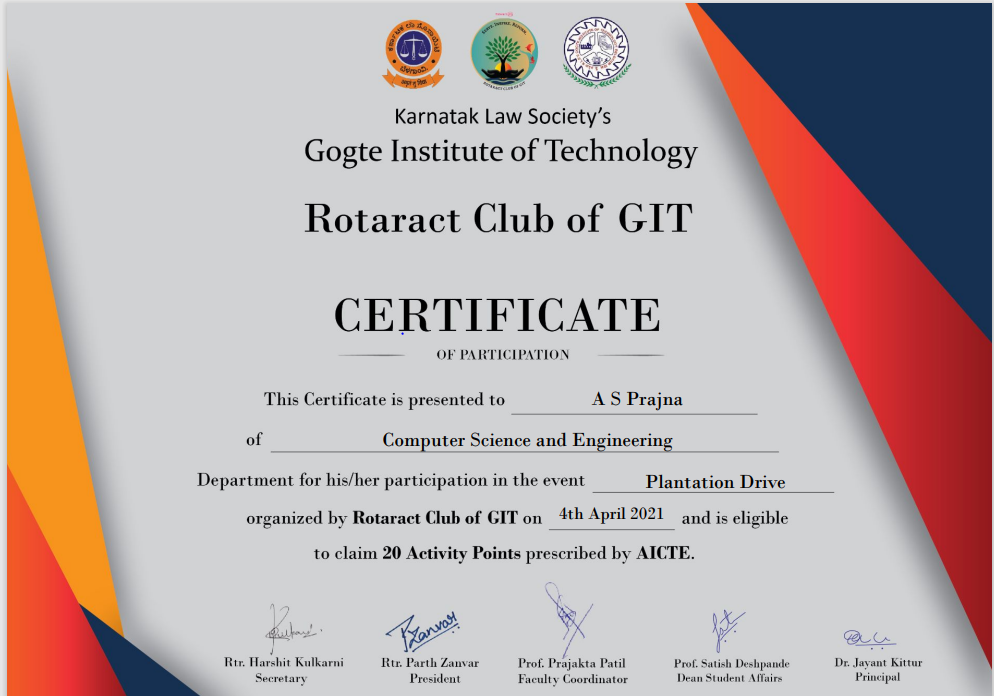 Karnatak Law Society's
Gogte Institute of Technology
Rotaract Club of GIT
CERTIFICATE
OF PARTICIPATION
This Certificate is presented to A S Prajna
of Computer Science and Engineering
Department for his/her participation in the event Plantation Drive
organized by Rotaract Club of GIT on 4th April 2021 and is eligible
to claim 20 Activity Points prescribed by AICTE.
Kulkarni
PZanvar
Rtr. Harshit Kulkarni
Secretary
Rtr. Parth Zanvar
President
Prof. Prajakta Patil
Faculty Coordinator
Prof. Satish Deshpande
Dean Student Affairs
Dr. Jayant Kittur
Principal